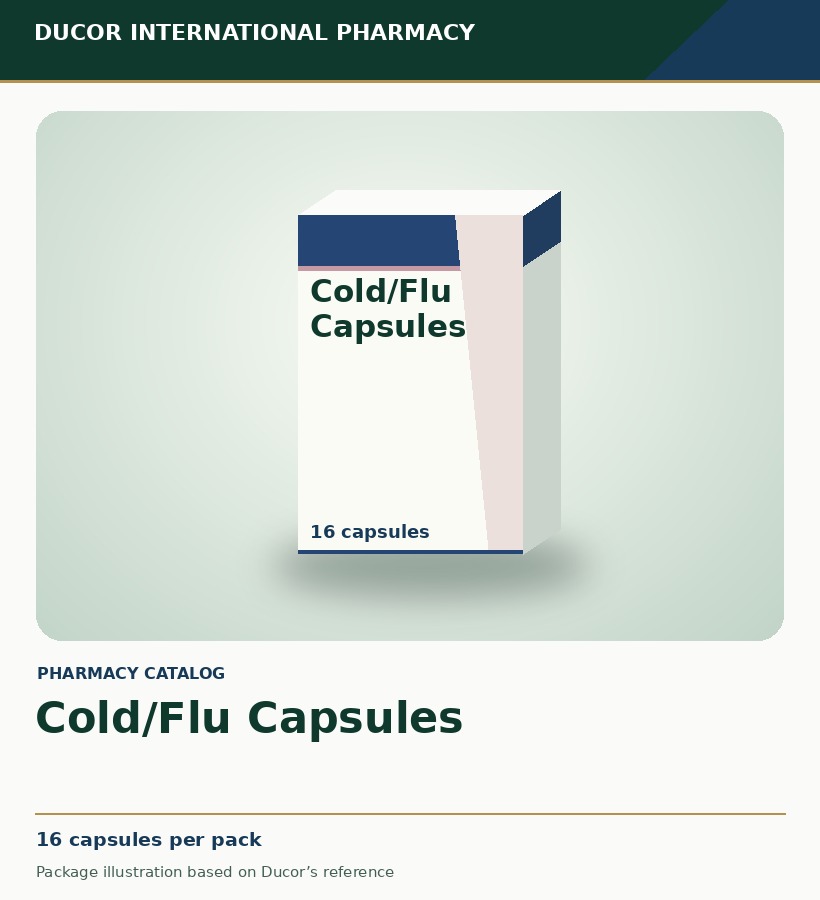 DUCOR INTERNATIONAL PHARMACY
Cold/Flu
Capsules
16 capsules
PHARMACY CATALOG
Cold/Flu Capsules
16 capsules per pack
Package illustration based on Ducor’s reference